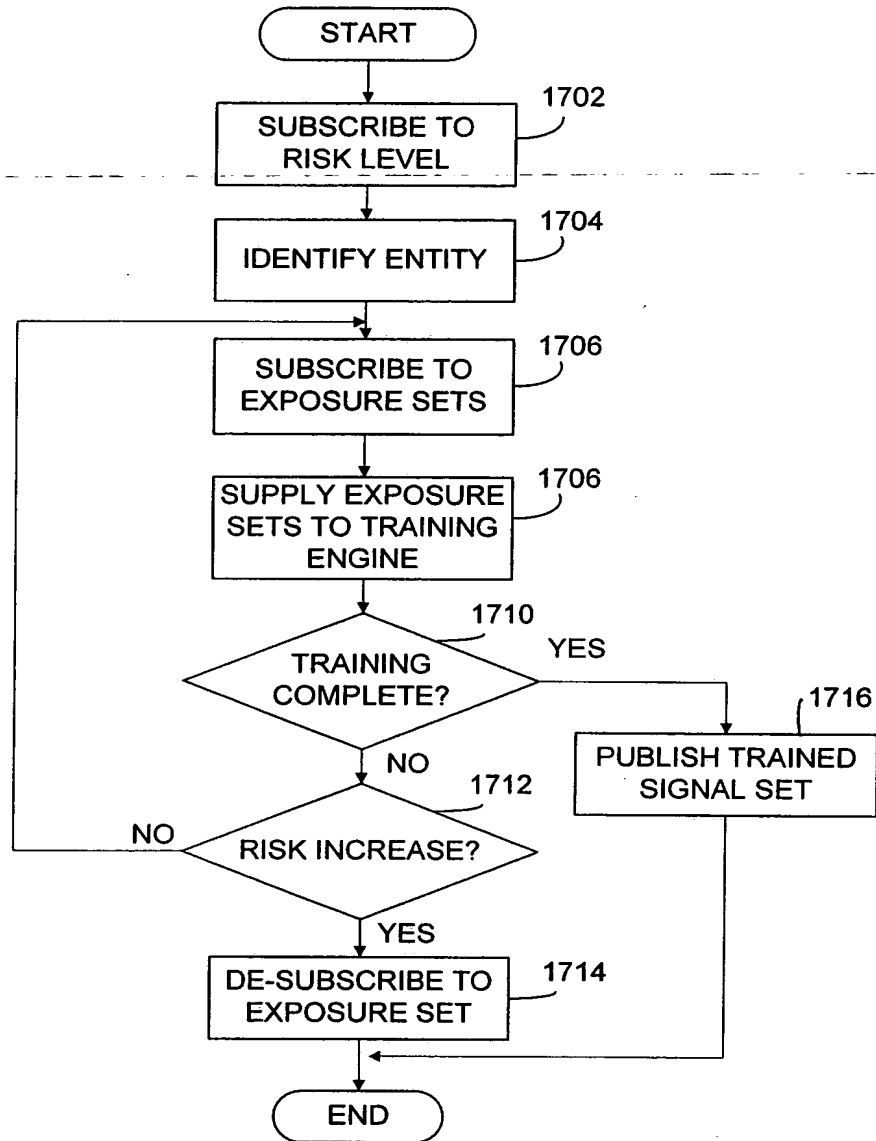 START
1702
SUBSCRIBE TO
RISK LEVEL
1704
IDENTIFY ENTITY
1706
SUBSCRIBE TO
EXPOSURE SETS
1706
SUPPLY EXPOSURE
SETS TO TRAINING
ENGINE
1710
YES
TRAINING
COMPLETE?
1716
PUBLISH TRAINED
SIGNAL SET
NO
1712
NO
RISK INCREASE?
YES
1714
DE-SUBSCRIBE TO
EXPOSURE SET
END